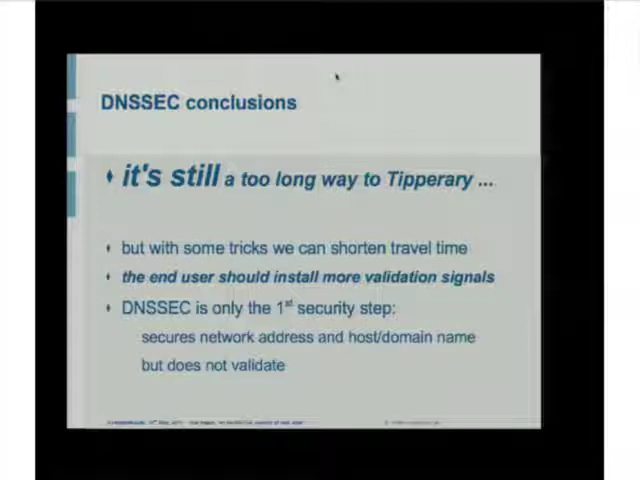 DNSSEC conclusions
it's still a too long way to Tipperary ...
but with some tricks we can shorten travel time
the end user should install more validation signals
DNSSEC is only the 1st security step:
secures network address and host/domain name
but does not validate